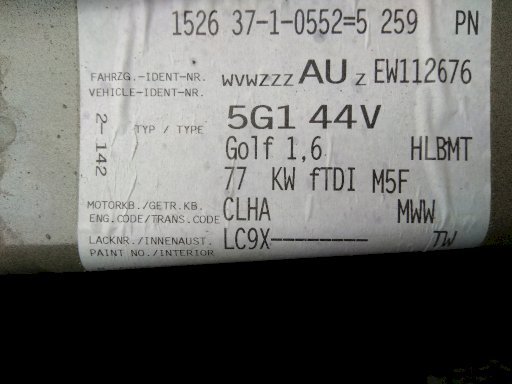 1526 37-1-0552=5 259 PN
FAHRZG.-IDENT-NR. WVWZZZ AU Z EW112676
VEHICLE-IDENT-NR.
TYP / TYPE 5G1 44V
2- 142
Golf 1,6 HLBMT
77 KW fTDI M5F
MOTORKB./GETR.KB.
ENG.CODE/TRANS.CODE CLHA MWW
LACKNR./INNENAUST.
PAINT NO./INTERIOR LC9X-------- TW